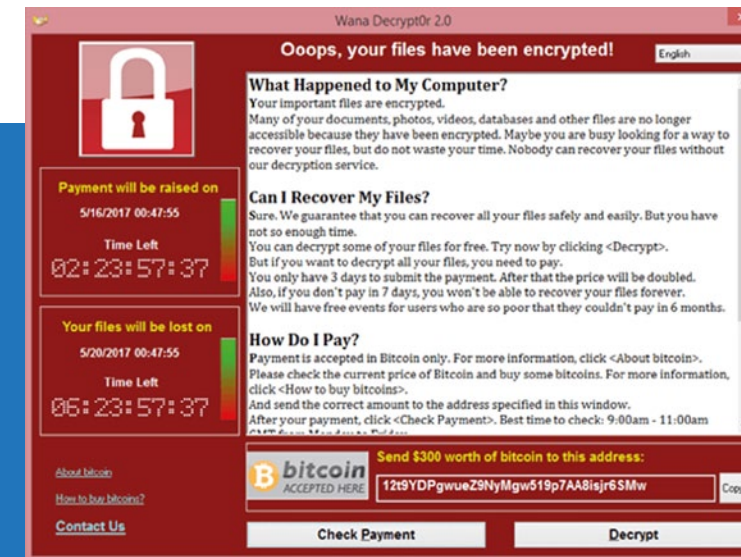 Wana Decrypt0r 2.0
Ooops, your files have been encrypted!
English
What Happened to My Computer?
Your important files are encrypted.
Many of your documents, photos, videos, databases and other files are no longer
accessible because they have been encrypted. Maybe you are busy looking for a way to
recover your files, but do not waste your time. Nobody can recover your files without
our decryption service.
Can I Recover My Files?
Sure. We guarantee that you can recover all your files safely and easily. But you have
not so enough time.
You can decrypt some of your files for free. Try now by clicking <Decrypt>.
But if you want to decrypt all your files, you need to pay.
You only have 3 days to submit the payment. After that the price will be doubled.
Also, if you don't pay in 7 days, you won't be able to recover your files forever.
We will have free events for users who are so poor that they couldn't pay in 6 months.
How Do I Pay?
Payment is accepted in Bitcoin only. For more information, click <About bitcoin>.
Please check the current price of Bitcoin and buy some bitcoins. For more information,
click <How to buy bitcoins>.
And send the correct amount to the address specified in this window.
After your payment, click <Check Payment>. Best time to check: 9:00am - 11:00am
GMT from Monday to Friday
Payment will be raised on
5/16/2017 00:47:55
Time Left
02:23:57:37
Your files will be lost on
5/20/2017 00:47:55
Time Left
06:23:57:37
About bitcoin
How to buy bitcoins?
Contact Us
bitcoin
ACCEPTED HERE
Send $300 worth of bitcoin to this address:
12t9YDPgwueZ9NyMgw519p7AA8isjr6SMw
Copy
Check Payment
Decrypt